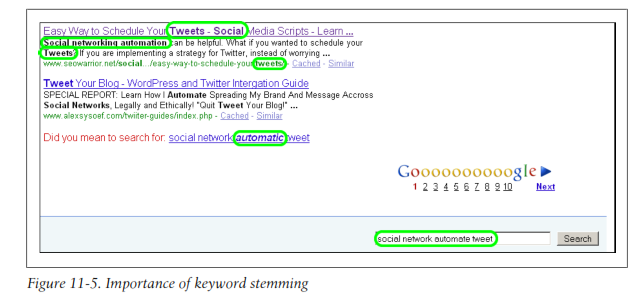 Easy Way to Schedule Your Tweets - Social Media Scripts - Learn ...
Social networking automation can be helpful. What if you wanted to schedule your
Tweets? If you are implementing a strategy for Twitter, instead of worrying ...
www.seowarrior.net/social.../easy-way-to-schedule-your-tweets/ - Cached - Similar
Tweet Your Blog - WordPress and Twitter Intergation Guide
SPECIAL REPORT: Learn How I Automate Spreading My Brand And Message Accross
Social Networks, Legally and Ethically! "Quit Tweet Your Blog!" ...
www.alexsysoef.com/twiiter-guides/index.php - Cached - Similar
Did you mean to search for: social network automatic tweet
Goooooooooogle
1 2 3 4 5 6 7 8 9 10 Next
social network automate tweet Search
Figure 11-5. Importance of keyword stemming